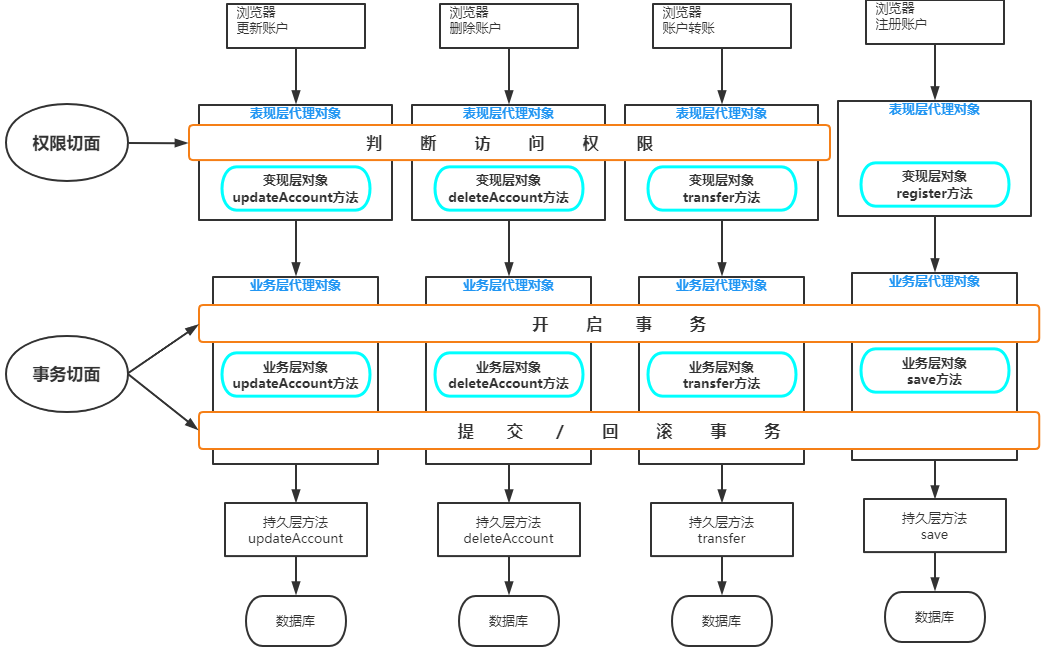 浏览器
更新账户
浏览器
删除账户
浏览器
账户转账
浏览器
注册账户
表现层代理对象
表现层代理对象
表现层代理对象
表现层代理对象
权限切面
判 断 访 问 权 限
变现层对象
updateAccount方法
变现层对象
deleteAccount方法
变现层对象
transfer方法
变现层对象
register方法
业务层代理对象
业务层代理对象
业务层代理对象
业务层代理对象
开 启 事 务
事务切面
业务层对象
updateAccount方法
业务层对象
deleteAccount方法
业务层对象
transfer方法
业务层对象
save方法
提 交 / 回 滚 事 务
持久层方法
updateAccount
持久层方法
deleteAccount
持久层方法
transfer
持久层方法
save
数据库
数据库
数据库
数据库